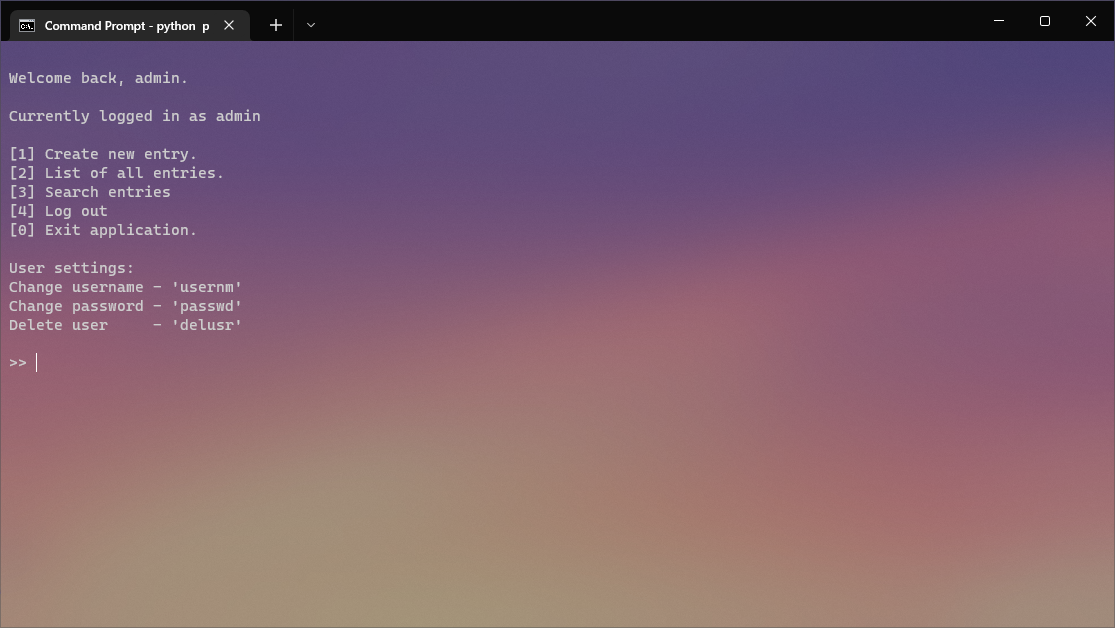 Command Prompt - python p
Welcome back, admin.
Currently logged in as admin
[1] Create new entry.
[2] List of all entries.
[3] Search entries
[4] Log out
[0] Exit application.
User settings:
Change username - 'usernm'
Change password - 'passwd'
Delete user     - 'delusr'
>>